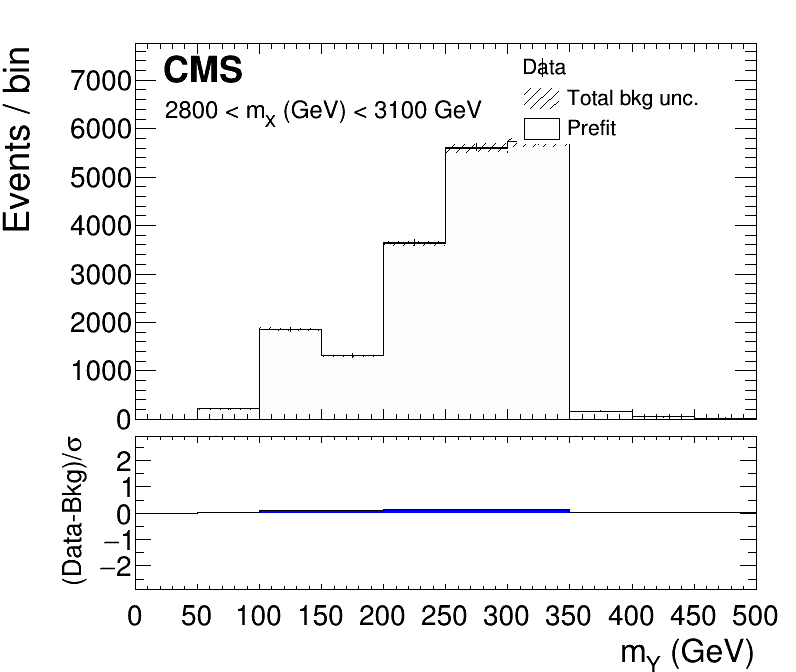 Events / bin
CMS
2800 < mX (GeV) < 3100 GeV
Data
Total bkg unc.
Prefit
7000
6000
5000
4000
3000
2000
1000
0
(Data-Bkg)/σ
2
1
0
−1
−2
0 50 100 150 200 250 300 350 400 450 500
mY (GeV)